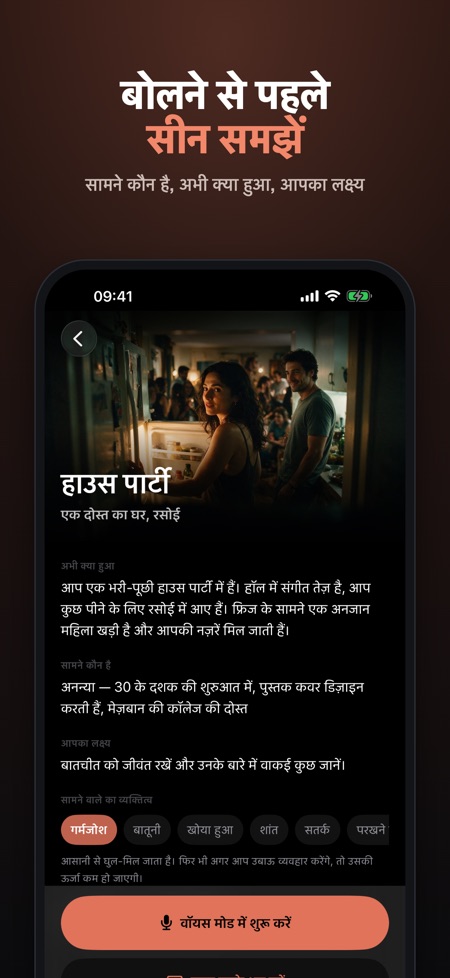 बोलने से पहले
सीन समझें
सामने कौन है, अभी क्या हुआ, आपका लक्ष्य
09:41
हाउस पार्टी
एक दोस्त का घर, रसोई
अभी क्या हुआ
आप एक भरी-पूछी हाउस पार्टी में हैं। हॉल में संगीत तेज़ है, आप
कुछ पीने के लिए रसोई में आए हैं। फ्रिज के सामने एक अनजान
महिला खड़ी है और आपकी नज़रें मिल जाती हैं।
सामने कौन है
अनन्या — 30 के दशक की शुरुआत में, पुस्तक कवर डिज़ाइन
करती हैं, मेज़बान की कॉलेज की दोस्त
आपका लक्ष्य
बातचीत को जीवंत रखें और उनके बारे में वाकई कुछ जानें।
सामने वाले का व्यक्तित्व
गर्मजोश बातूनी खोया हुआ शांत सतर्क परखने
आसानी से घुल-मिल जाता है। फिर भी अगर आप उबाऊ व्यवहार करेंगे, तो उसकी
ऊर्जा कम हो जाएगी।
वॉयस मोड में शुरू करें